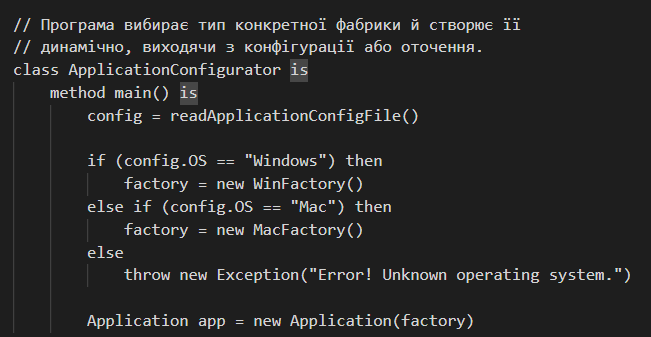 // Програма вибирає тип конкретної фабрики й створює її
// динамічно, виходячи з конфігурації або оточення.
class ApplicationConfigurator is
    method main() is
        config = readApplicationConfigFile()

        if (config.OS == "Windows") then
            factory = new WinFactory()
        else if (config.OS == "Mac") then
            factory = new MacFactory()
        else
            throw new Exception("Error! Unknown operating system.")

        Application app = new Application(factory)